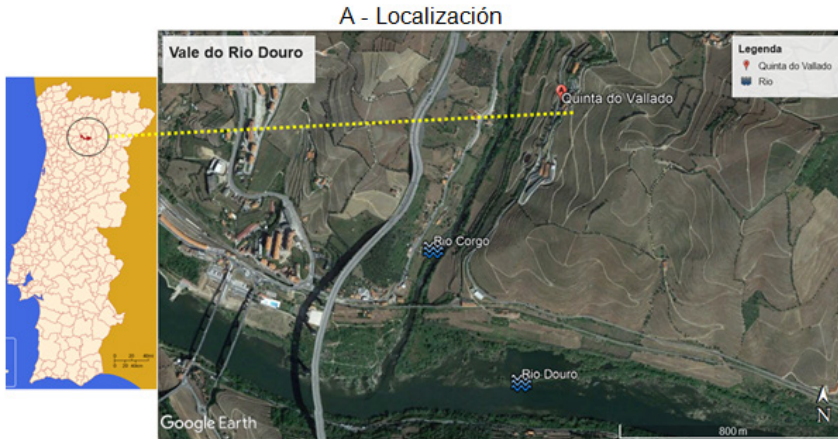 A - Localización
Vale do Rio Douro
Legenda
Quinta do Vallado
Rio
Quinta do Vallado
Rio Corgo
Rio Douro
Google Earth
800 m
N